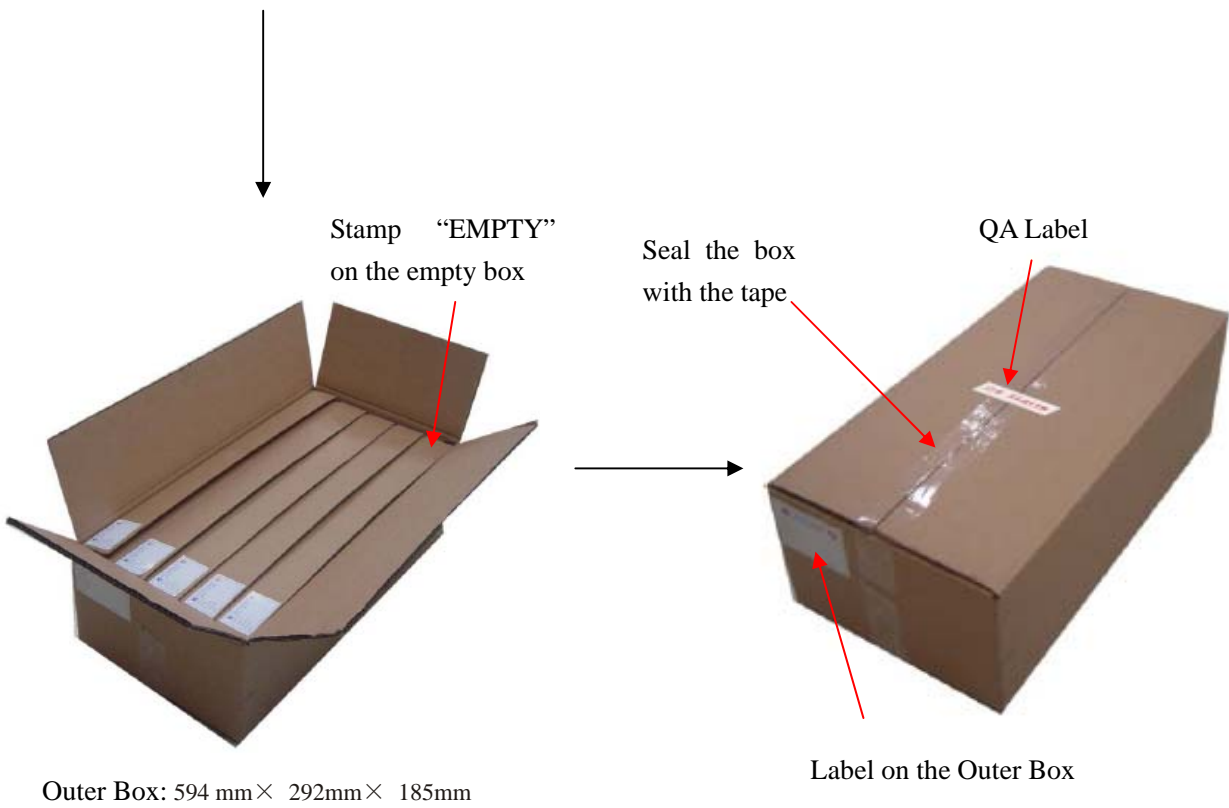 Stamp “EMPTY”
on the empty box
Seal the box
with the tape
QA Label
Label on the Outer Box
Outer Box: 594 mm× 292mm× 185mm